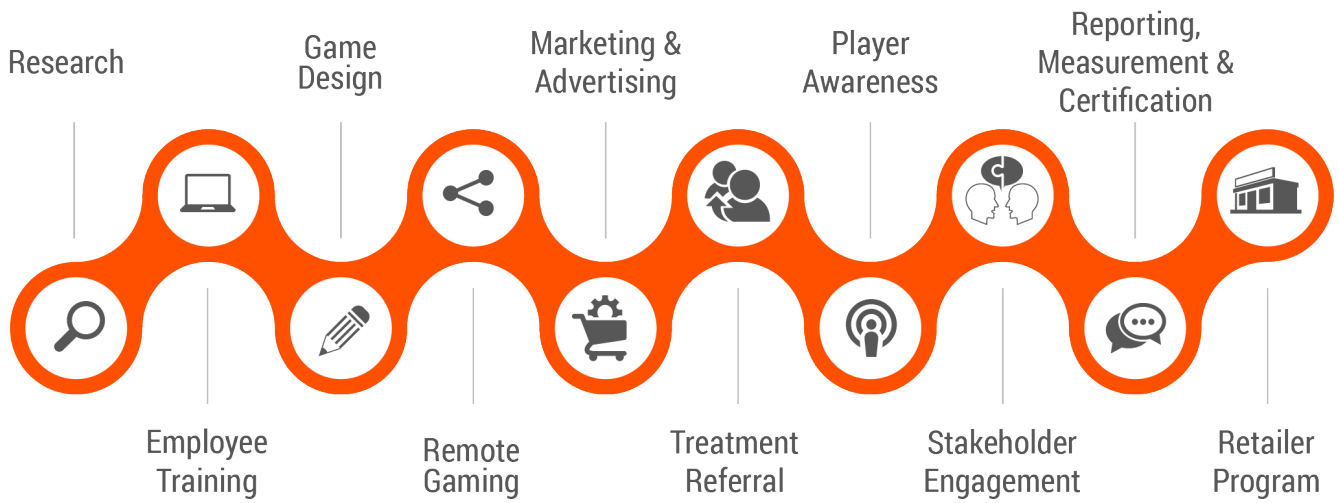 Research
Game
Design
Marketing &
Advertising
Player
Awareness
Reporting,
Measurement &
Certification
Employee
Training
Remote
Gaming
Treatment
Referral
Stakeholder
Engagement
Retailer
Program